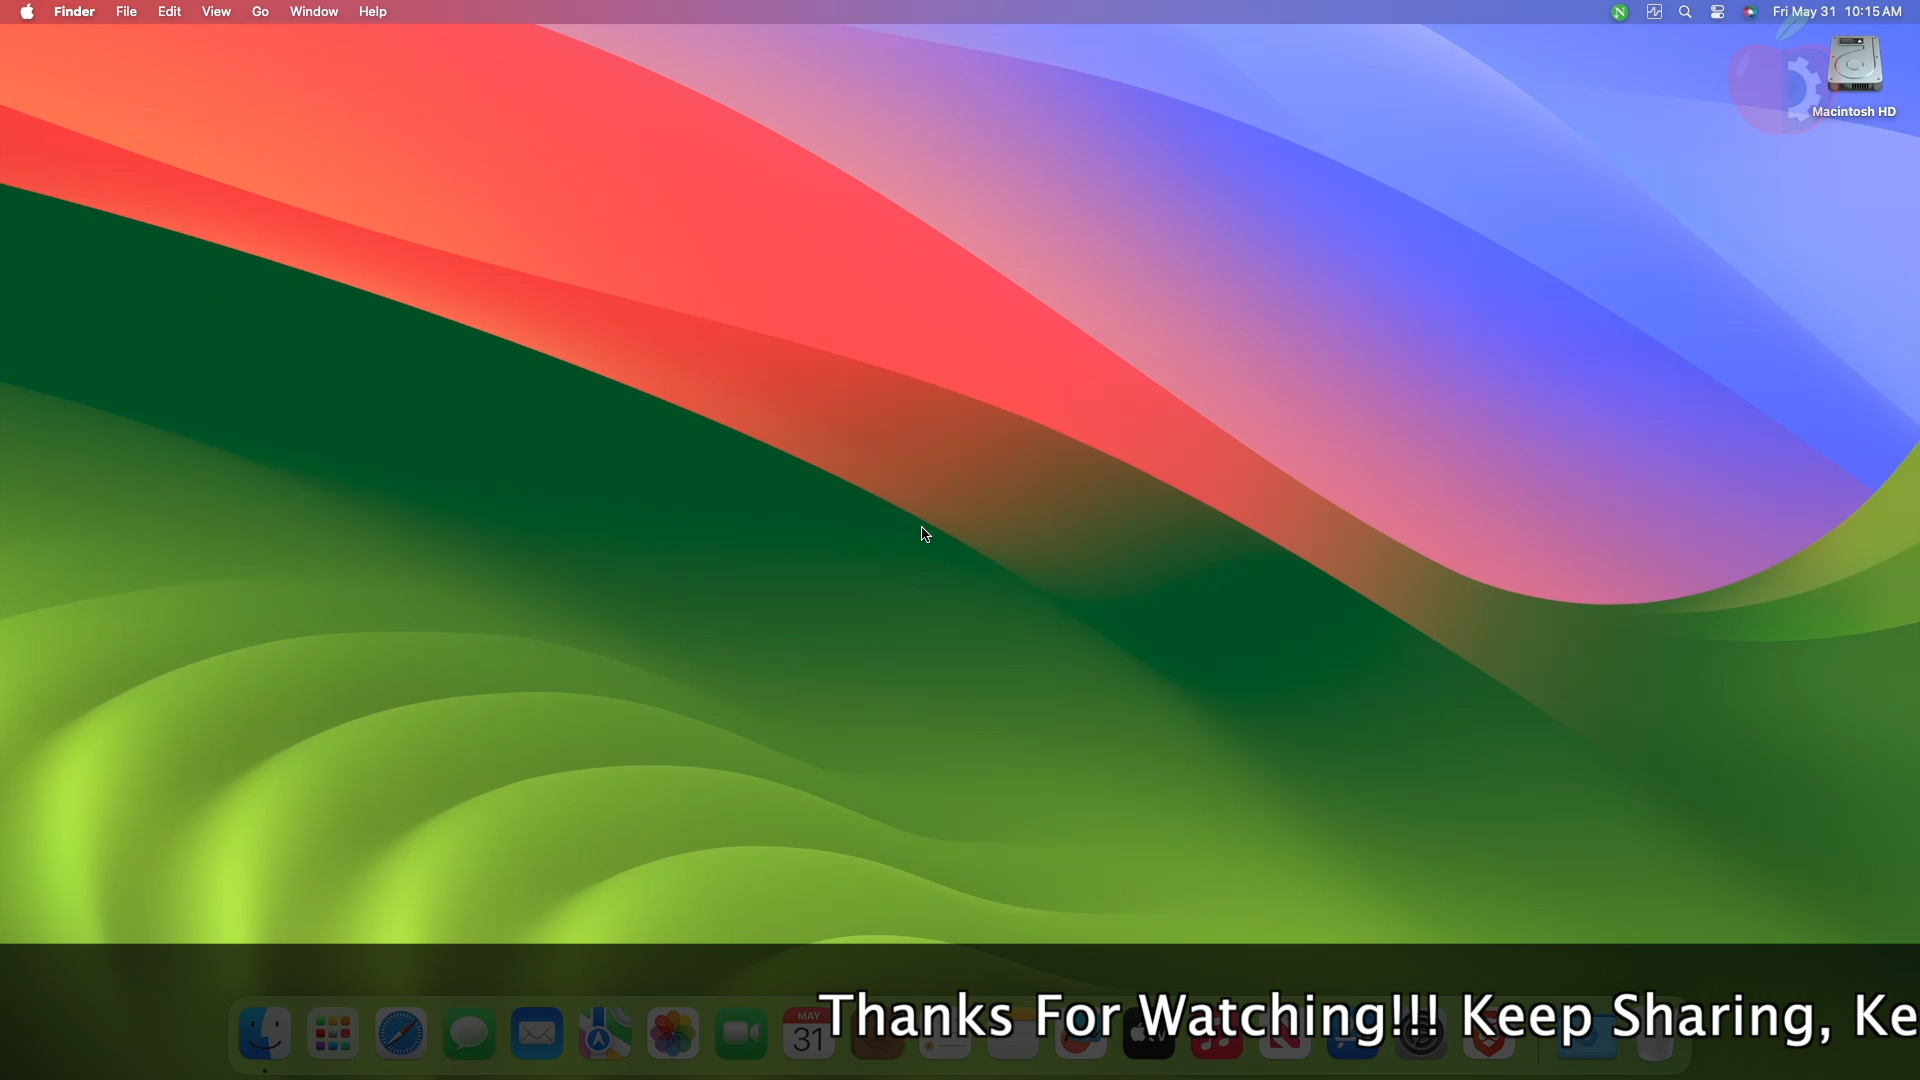 Finder File Edit View Go Window Help Fri May 31 10:15 AM
Macintosh HD
MAY
31
tv
Thanks For Watching!!! Keep Sharing, Ke